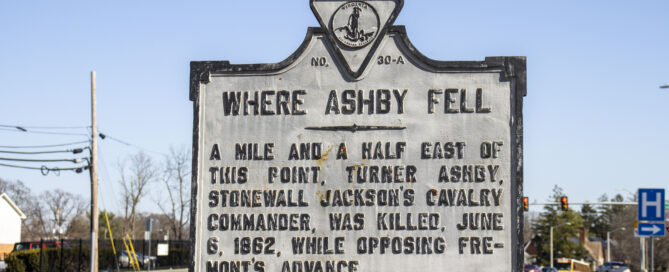 VIRGINIA
NO. 30-A
WHERE ASHBY FELL
A MILE AND A HALF EAST OF
THIS POINT, TURNER ASHBY,
STONEWALL JACKSON'S CAVALRY
COMMANDER, WAS KILLED, JUNE
6, 1862, WHILE OPPOSING FRE-
MONT'S ADVANCE.
H